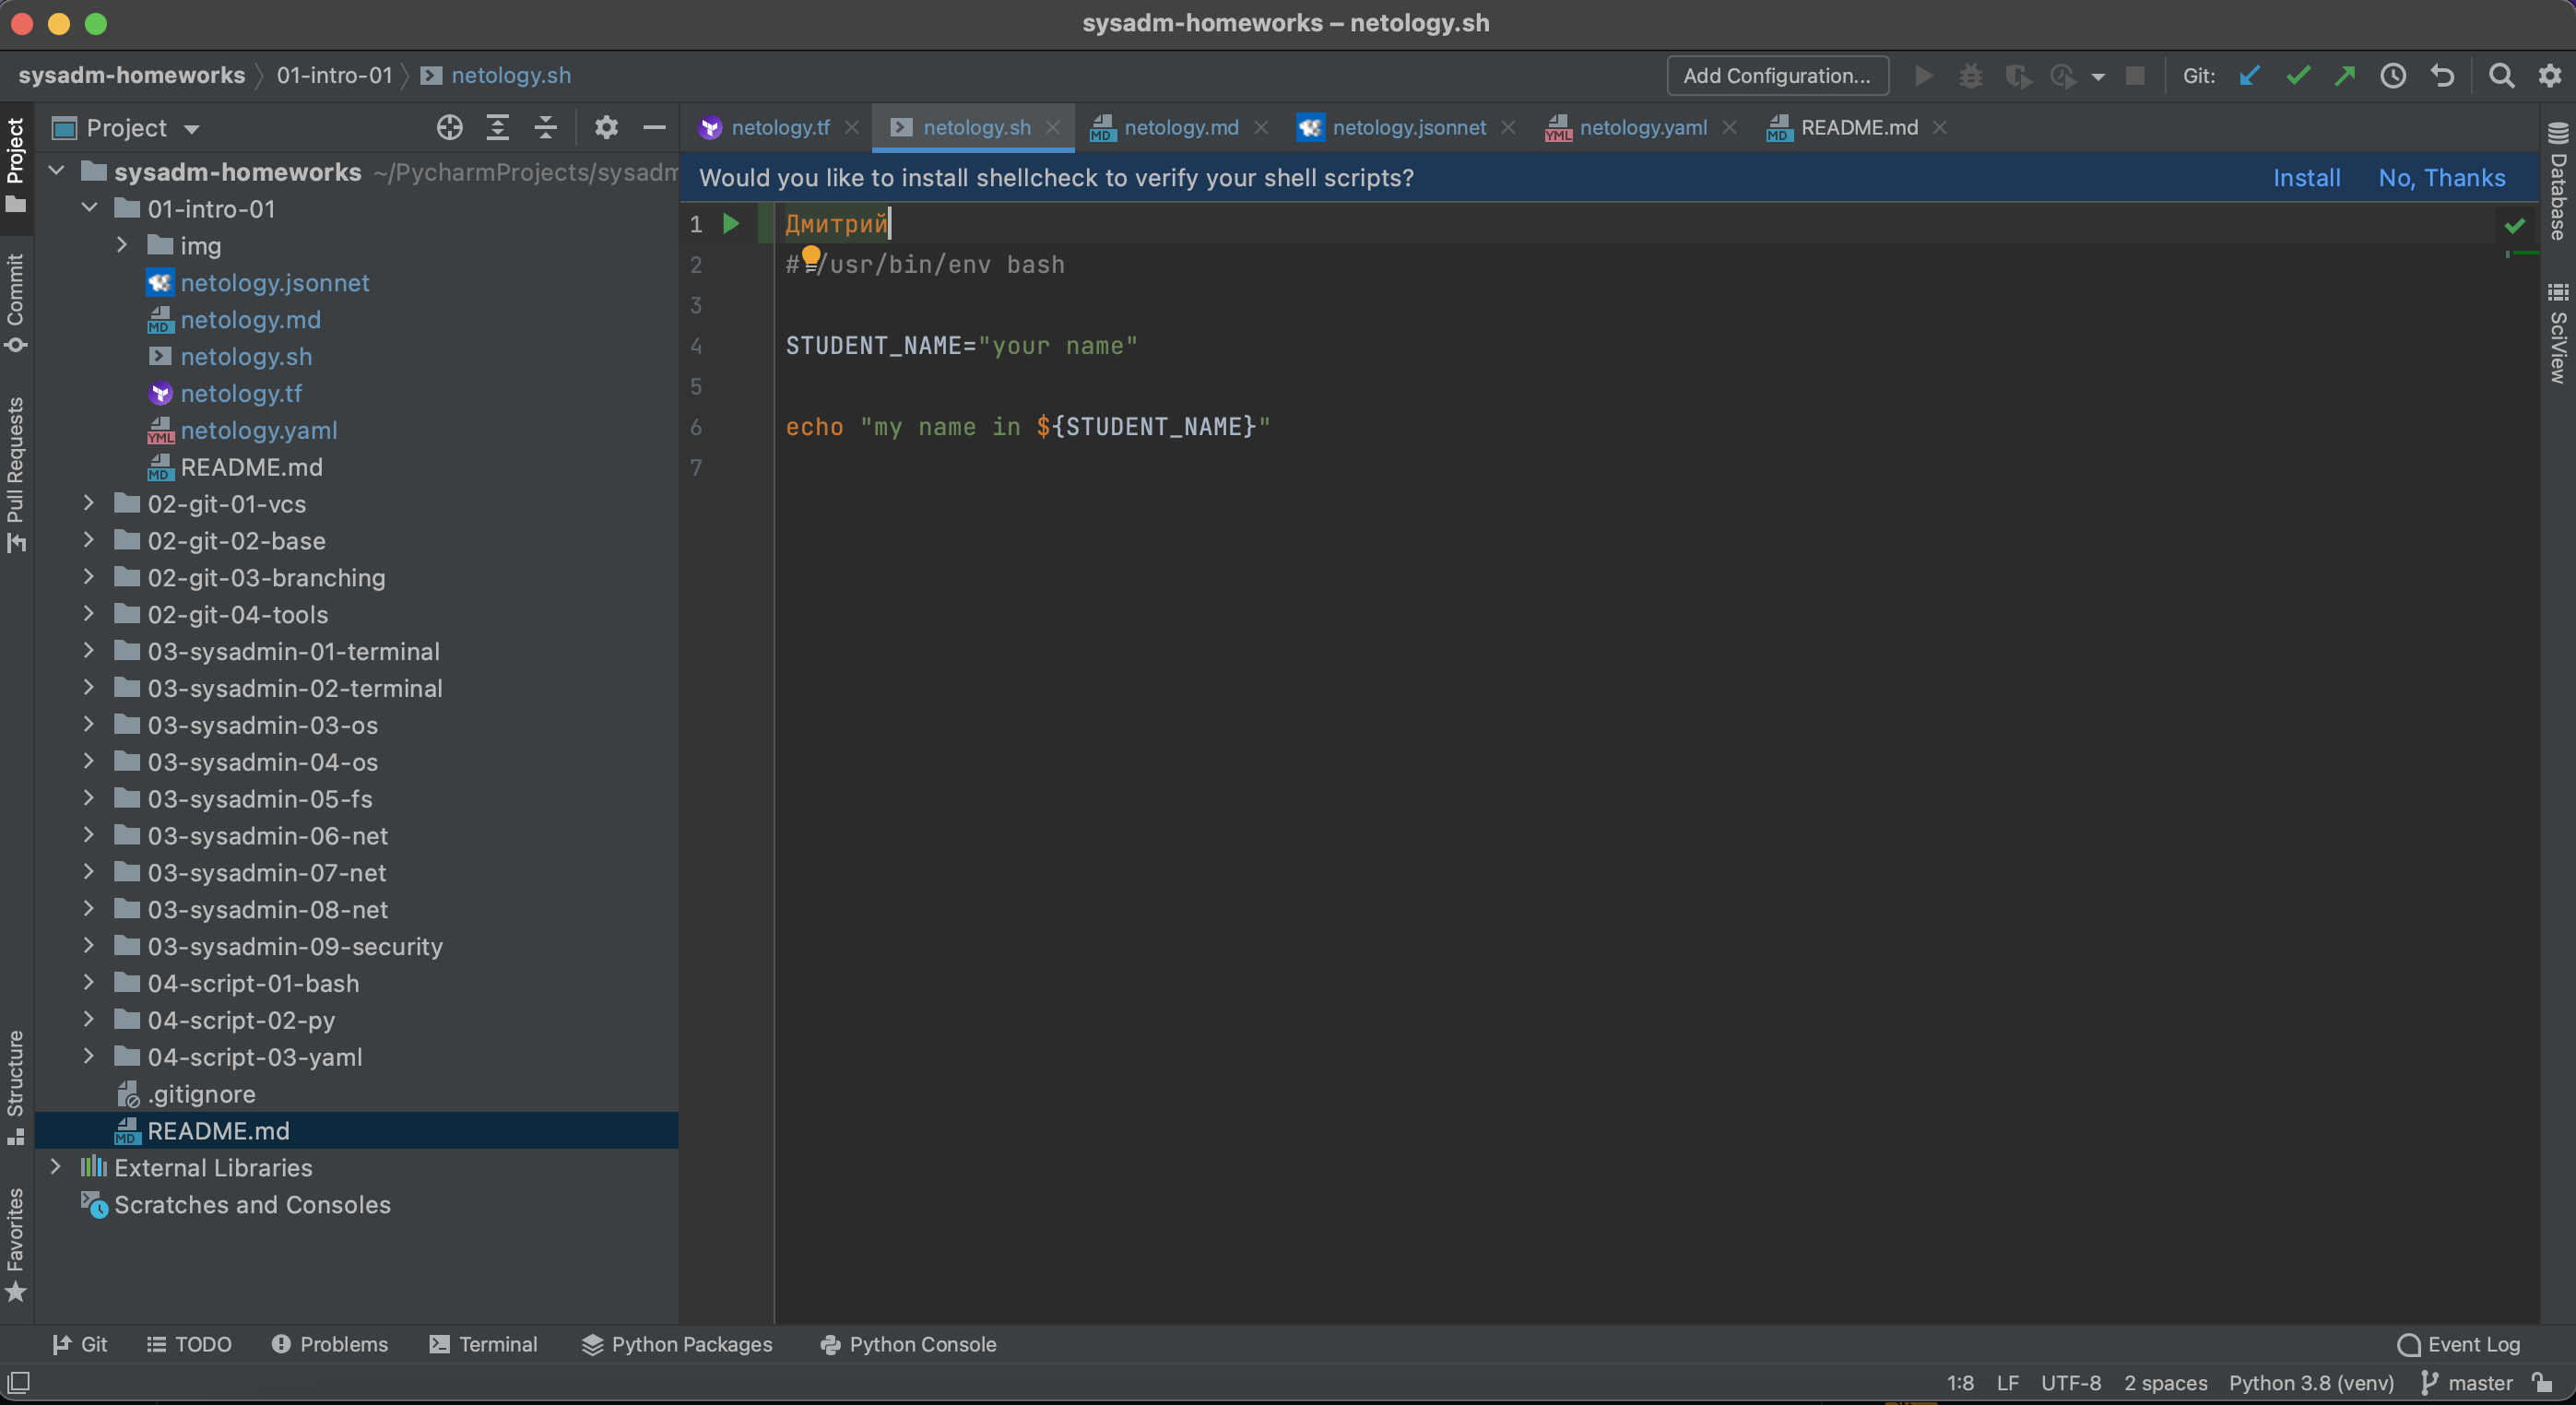 sysadm-homeworks – netology.sh
sysadm-homeworks 01-intro-01 netology.sh
Add Configuration... Git:
Project
netology.tf netology.sh netology.md netology.jsonnet netology.yaml README.md
Would you like to install shellcheck to verify your shell scripts? Install No, Thanks
sysadm-homeworks ~/PycharmProjects/sysadm
01-intro-01
img
netology.jsonnet
netology.md
netology.sh
netology.tf
netology.yaml
README.md
02-git-01-vcs
02-git-02-base
02-git-03-branching
02-git-04-tools
03-sysadmin-01-terminal
03-sysadmin-02-terminal
03-sysadmin-03-os
03-sysadmin-04-os
03-sysadmin-05-fs
03-sysadmin-06-net
03-sysadmin-07-net
03-sysadmin-08-net
03-sysadmin-09-security
04-script-01-bash
04-script-02-py
04-script-03-yaml
.gitignore
README.md
External Libraries
Scratches and Consoles
1 Дмитрий
2 # /usr/bin/env bash
3
4 STUDENT_NAME="your name"
5
6 echo "my name in ${STUDENT_NAME}"
7
Project
Commit
Pull Requests
Structure
Favorites
Database
SciView
Git TODO Problems Terminal Python Packages Python Console Event Log
1:8 LF UTF-8 2 spaces Python 3.8 (venv) master